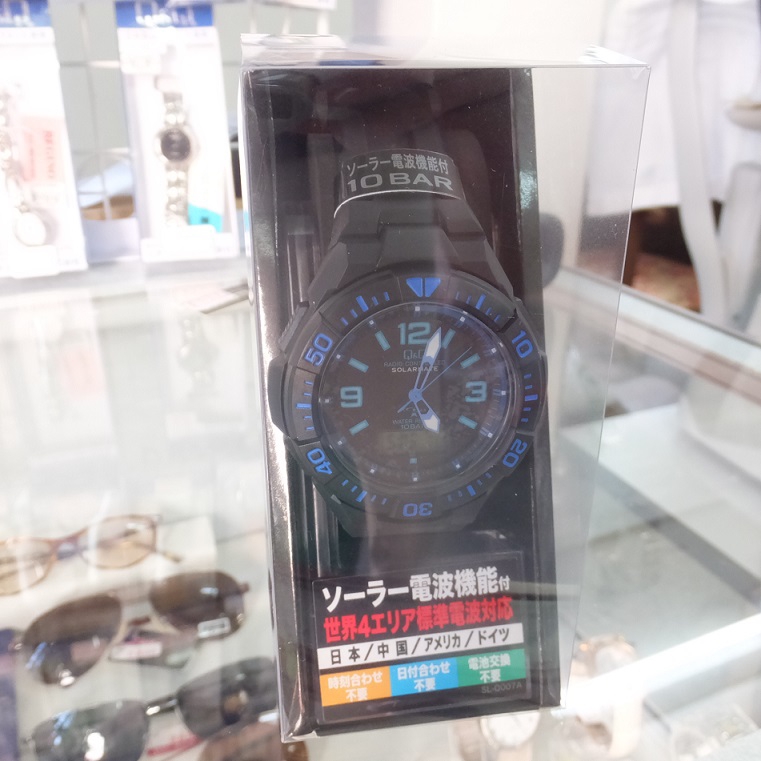 ソーラー電波機能付
10 BAR
50
10
12
Q&Q
SOLARMATE
9
3
10 BAR
40
20
30
ソーラー電波機能付
世界4エリア標準電波対応
日本/中国/アメリカ/ドイツ
時刻合わせ 日付合わせ 電池交換
不要 不要 不要